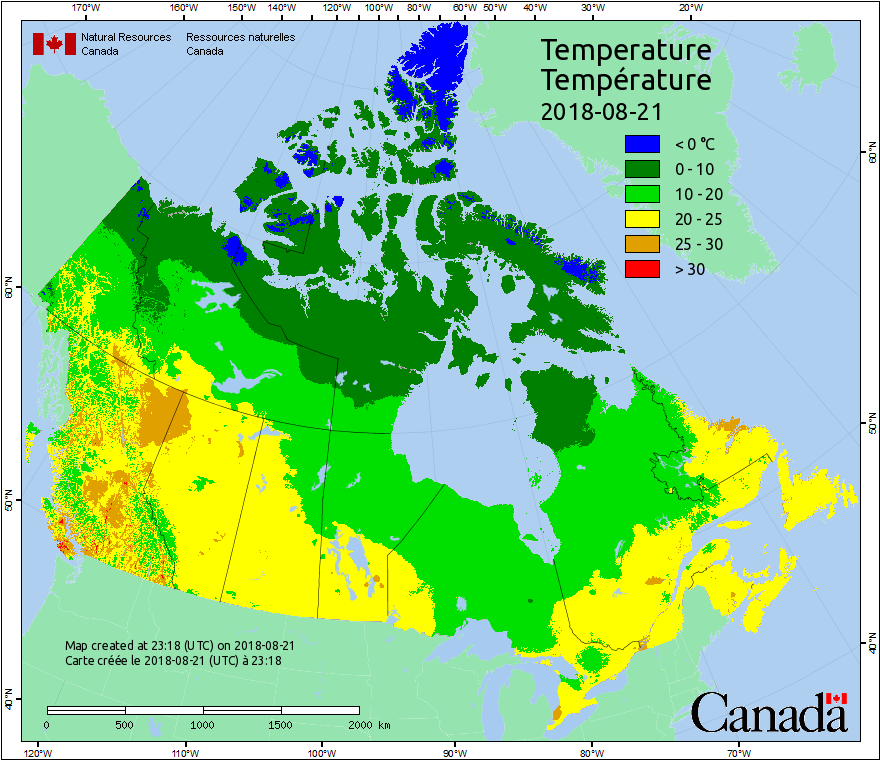 170°W 160°W 150°W 140°W 120°W 100°W 80°W 60°W 50°W 40°W 30°W 20°W
Natural Resources Ressources naturelles
Canada Canada
Temperature
Température
2018-08-21
< 0 °C
0 - 10
10 - 20
20 - 25
25 - 30
> 30
60°N
50°N
40°N
60°N
50°N
40°N
Map created at 23:18 (UTC) on 2018-08-21
Carte créée le 2018-08-21 (UTC) à 23:18
0 500 1000 1500 2000 km
Canada
120°W 110°W 100°W 90°W 80°W 70°W